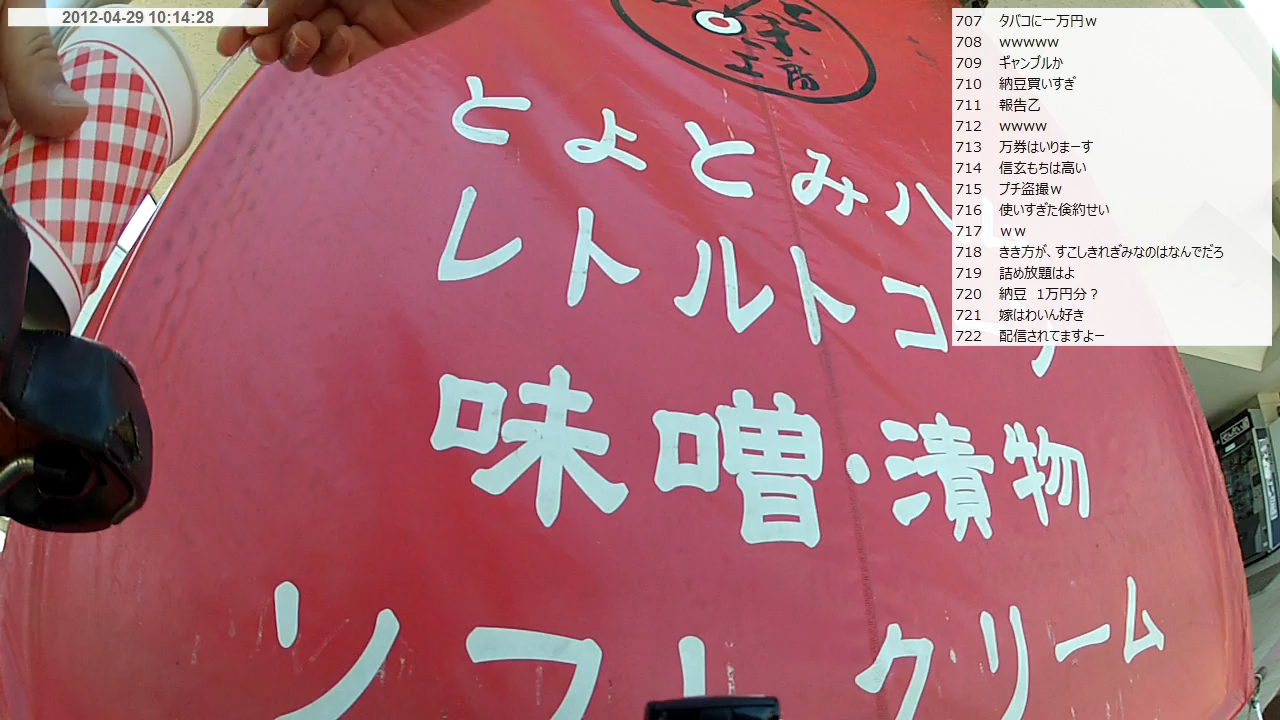 2012-04-29 10:14:28
とよとみハム
レトルトコーナー
味噌・漬物
ソフトクリーム
707 タバコに一万円ｗ
708 wwwww
709 ギャンブルか
710 納豆買いすぎ
711 報告乙
712 wwww
713 万券はいりまーす
714 信玄もちは高い
715 プチ盗撮ｗ
716 使いすぎた倹約せい
717 ｗｗ
718 きき方が、すこしきれぎみなのはなんでだろ
719 詰め放題はよ
720 納豆　1万円分？
721 嫁はわいん好き
722 配信されてますよー